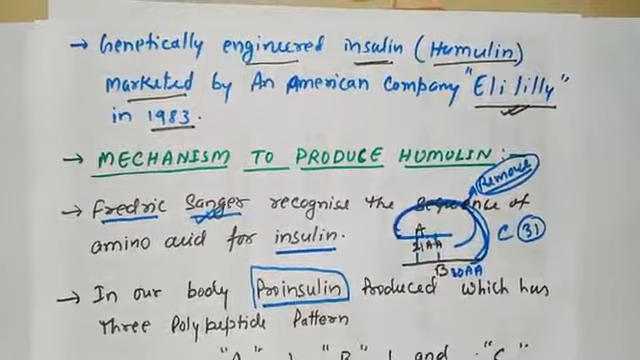 → Genetically engineered insulin (Humulin)
marketed by An American Company "Eli lilly"
in 1983.
→ MECHANISM TO PRODUCE HUMULIN :-
Remove
→ Fredric Sanger recognise the sequence of
amino acid for insulin.
A
21AA
B 30AA
C 31
→ In our body Proinsulin Produced which has
three Polypeptide Pattern
"A" "B" and "C"